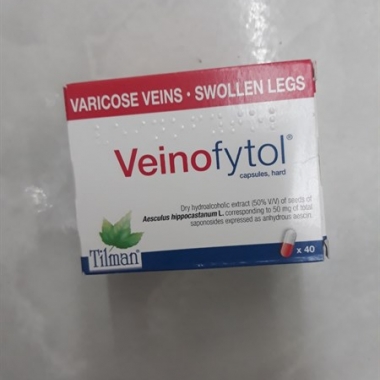 VARICOSE VEINS • SWOLLEN LEGS
Veinofytol®
capsules, hard
Dry hydroalcoholic extract (50% V/V) of seeds of
Aesculus hippocastanum L. corresponding to 50 mg of total
saponosides expressed as anhydrous aescin.
Tilman®
x 40